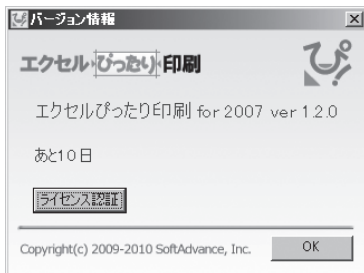 バージョン情報
エクセルぴったり印刷
エクセルぴったり印刷 for 2007 ver 1.2.0
あと10日
ライセンス認証
Copyright(c) 2009-2010 SoftAdvance, Inc.
OK